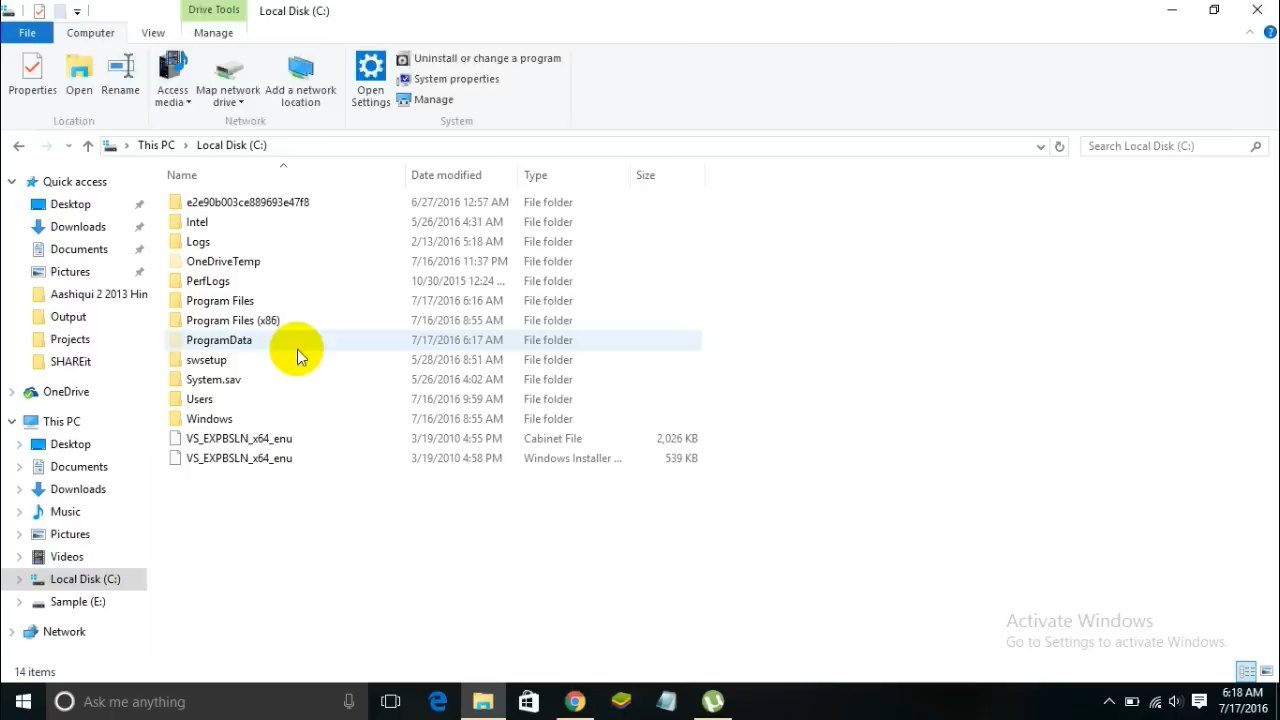 Drive Tools Local Disk (C:)
File Computer View Manage
Properties Open Rename Access media Map network drive Add a network location Open Settings
Uninstall or change a program
System properties
Manage
Location Network System
This PC Local Disk (C:) Search Local Disk (C:)
Name Date modified Type Size
e2e90b003ce889693e47f8 6/27/2016 12:57 AM File folder
Intel 5/26/2016 4:31 AM File folder
Logs 2/13/2016 5:18 AM File folder
OneDriveTemp 7/16/2016 11:37 PM File folder
PerfLogs 10/30/2015 12:24 ... File folder
Program Files 7/17/2016 6:16 AM File folder
Program Files (x86) 7/16/2016 8:55 AM File folder
ProgramData 7/17/2016 6:17 AM File folder
swsetup 5/28/2016 8:51 AM File folder
System.sav 5/26/2016 4:02 AM File folder
Users 7/16/2016 9:59 AM File folder
Windows 7/16/2016 8:55 AM File folder
VS_EXPBSLN_x64_enu 3/19/2010 4:55 PM Cabinet File 2,026 KB
VS_EXPBSLN_x64_enu 3/19/2010 4:58 PM Windows Installer ... 539 KB
Quick access
Desktop
Downloads
Documents
Pictures
Aashiqui 2 2013 Hin
Output
Projects
SHAREit
OneDrive
This PC
Desktop
Documents
Downloads
Music
Pictures
Videos
Local Disk (C:)
Sample (E:)
Network
Activate Windows
Go to Settings to activate Windows.
14 items
Ask me anything
6:18 AM
7/17/2016